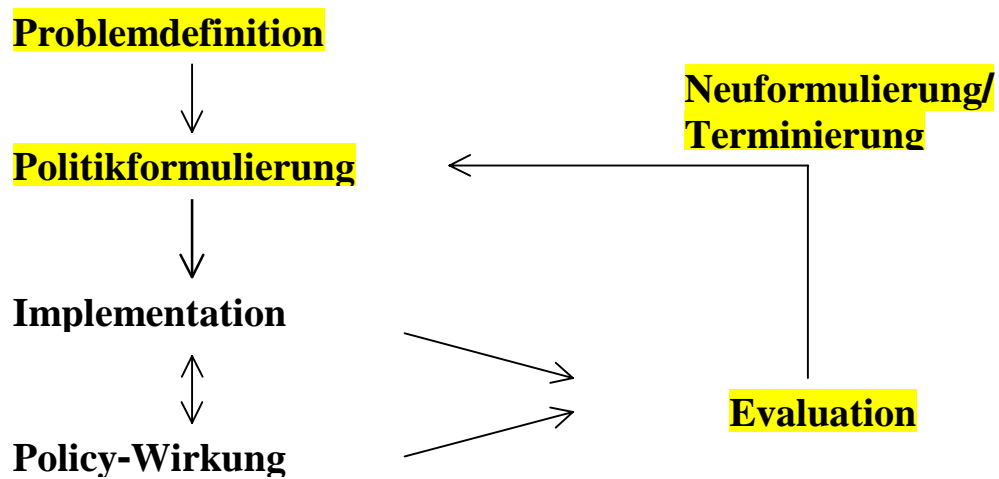 Problemdefinition
Neuformulierung/
Terminierung
Politikformulierung
Implementation
Evaluation
Policy-Wirkung